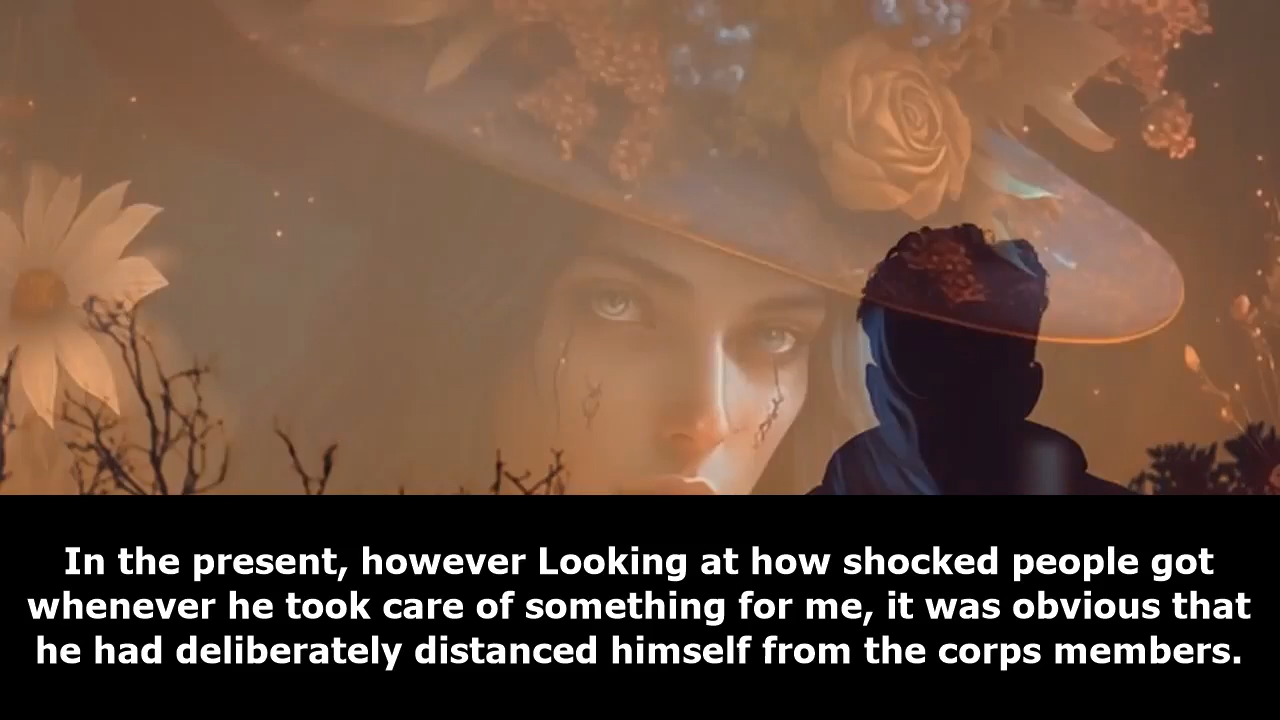 In the present, however Looking at how shocked people got
whenever he took care of something for me, it was obvious that
he had deliberately distanced himself from the corps members.